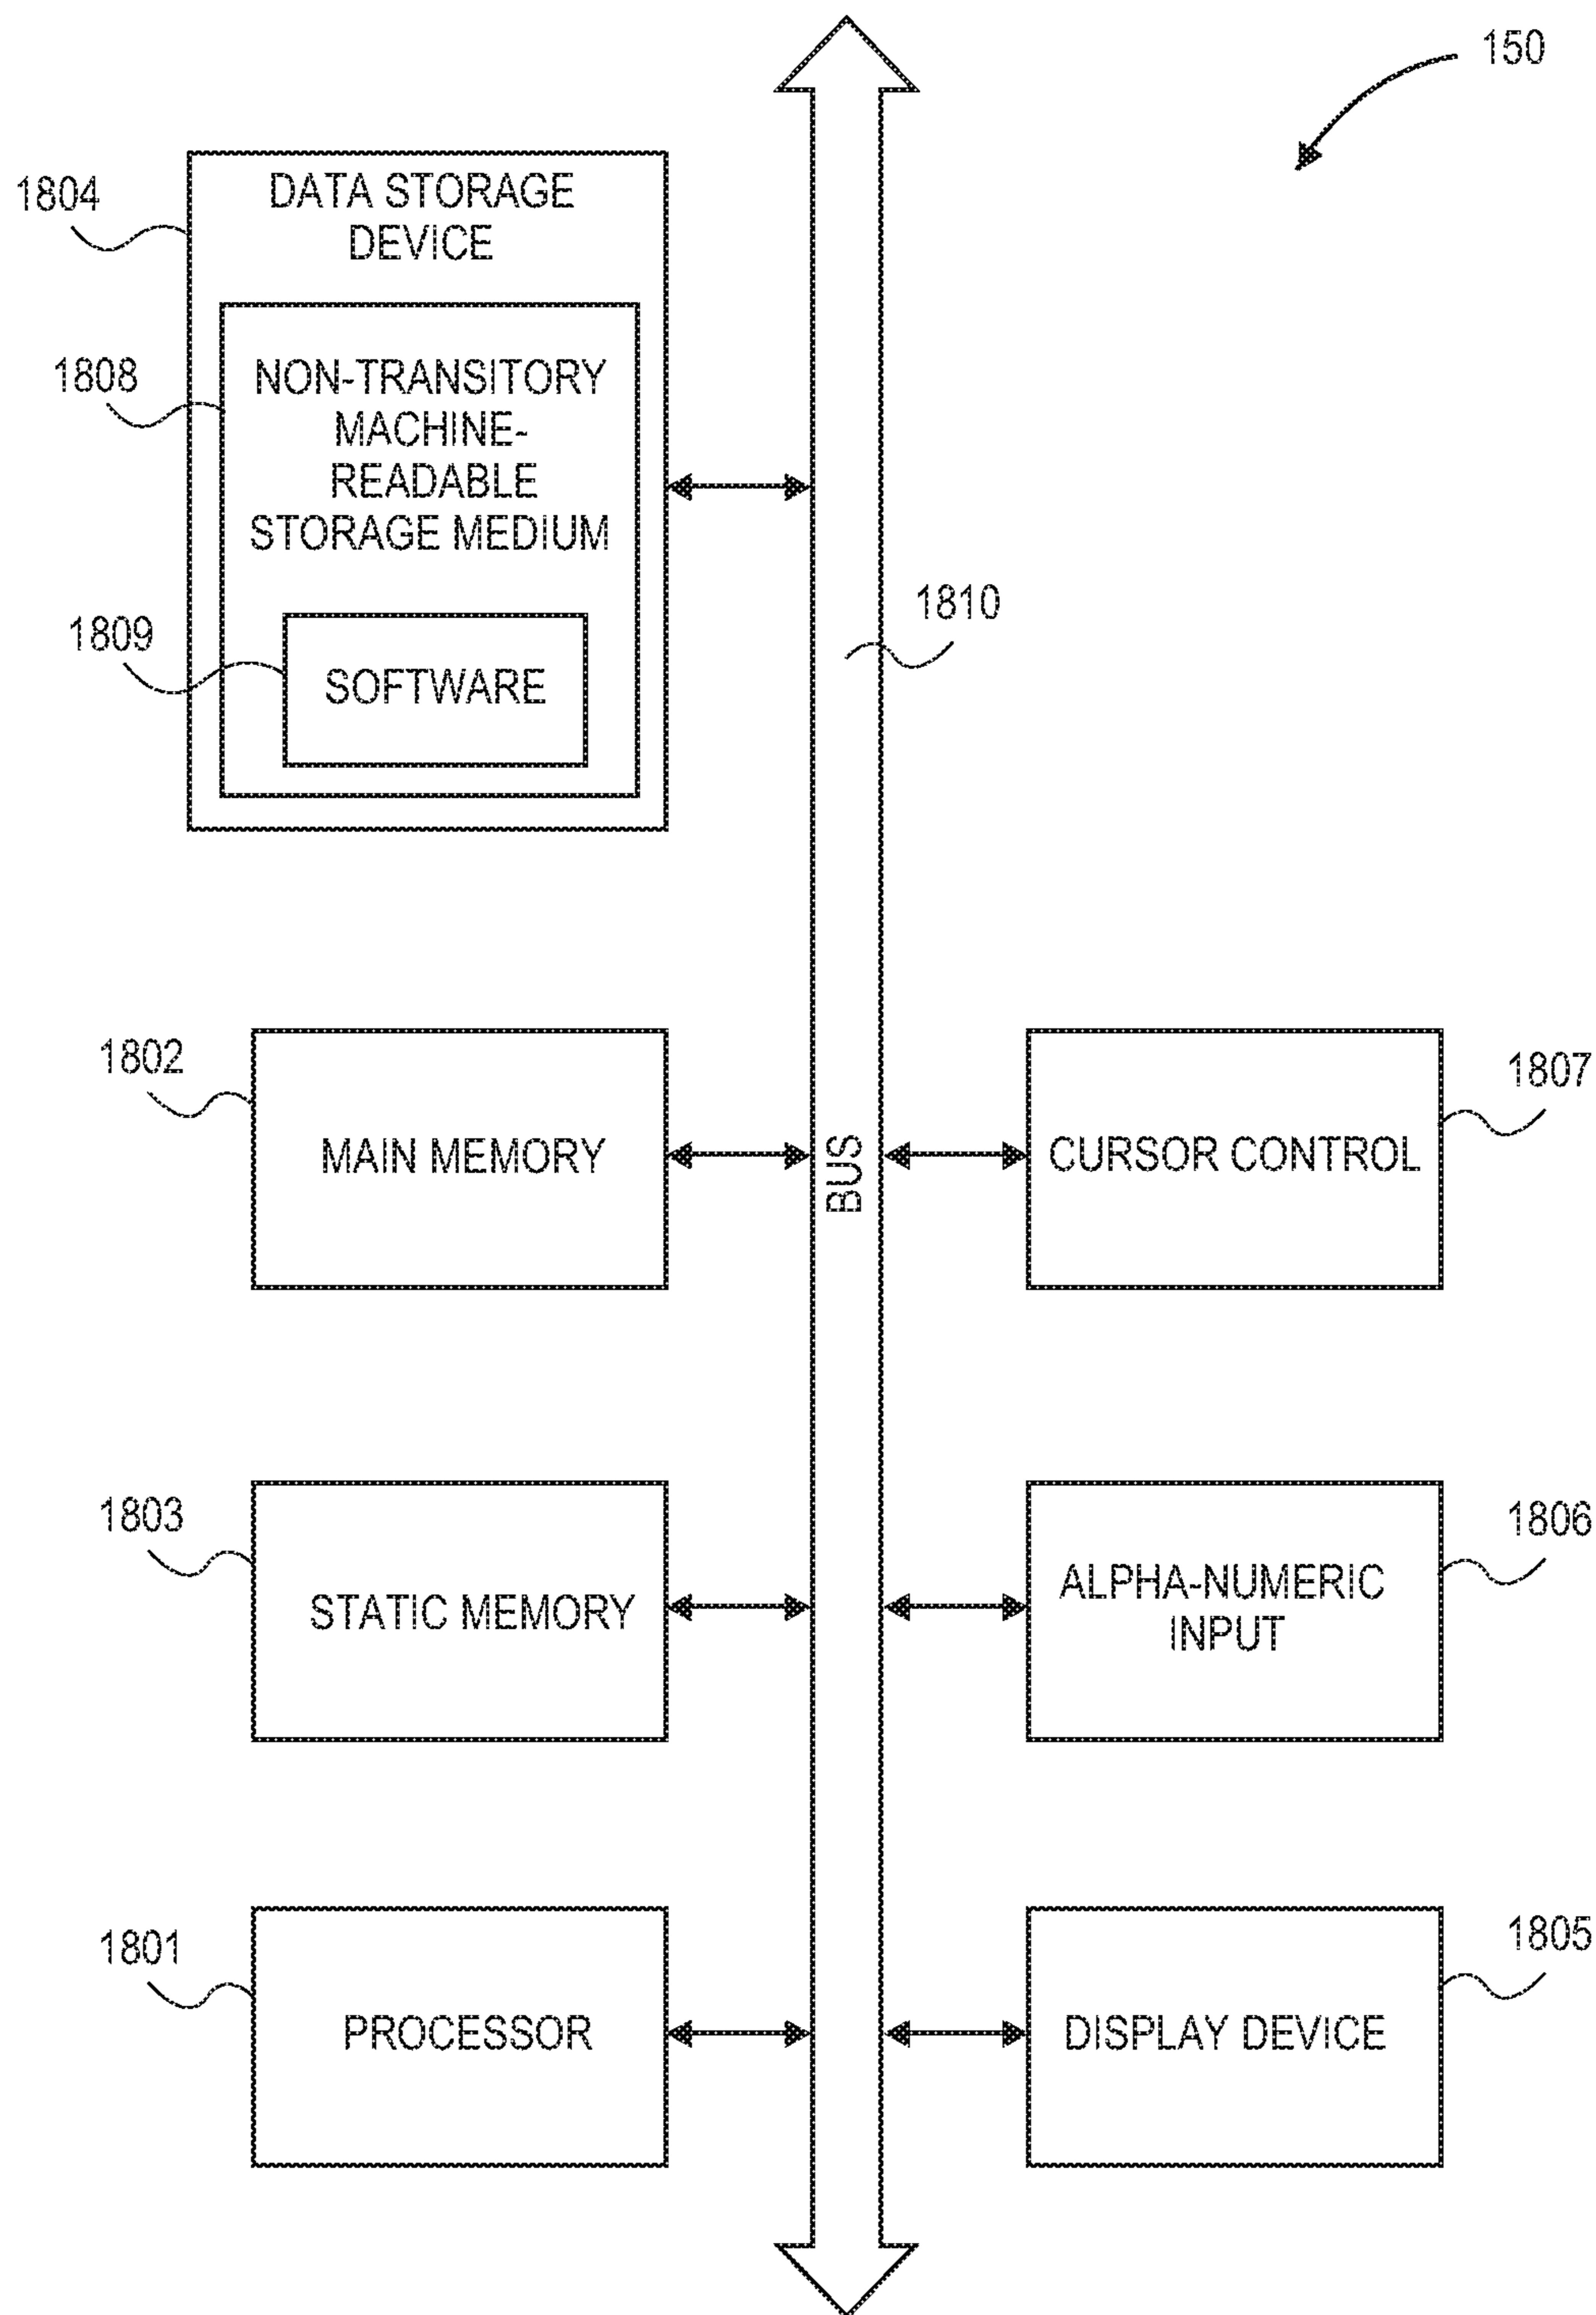 150
1804
DATA STORAGE
DEVICE
1808
NON-TRANSITORY
MACHINE-
READABLE
STORAGE MEDIUM
1809
SOFTWARE
1810
1802
MAIN MEMORY
BUS
CURSOR CONTROL
1807
1803
STATIC MEMORY
ALPHA-NUMERIC
INPUT
1806
1801
PROCESSOR
DISPLAY DEVICE
1805